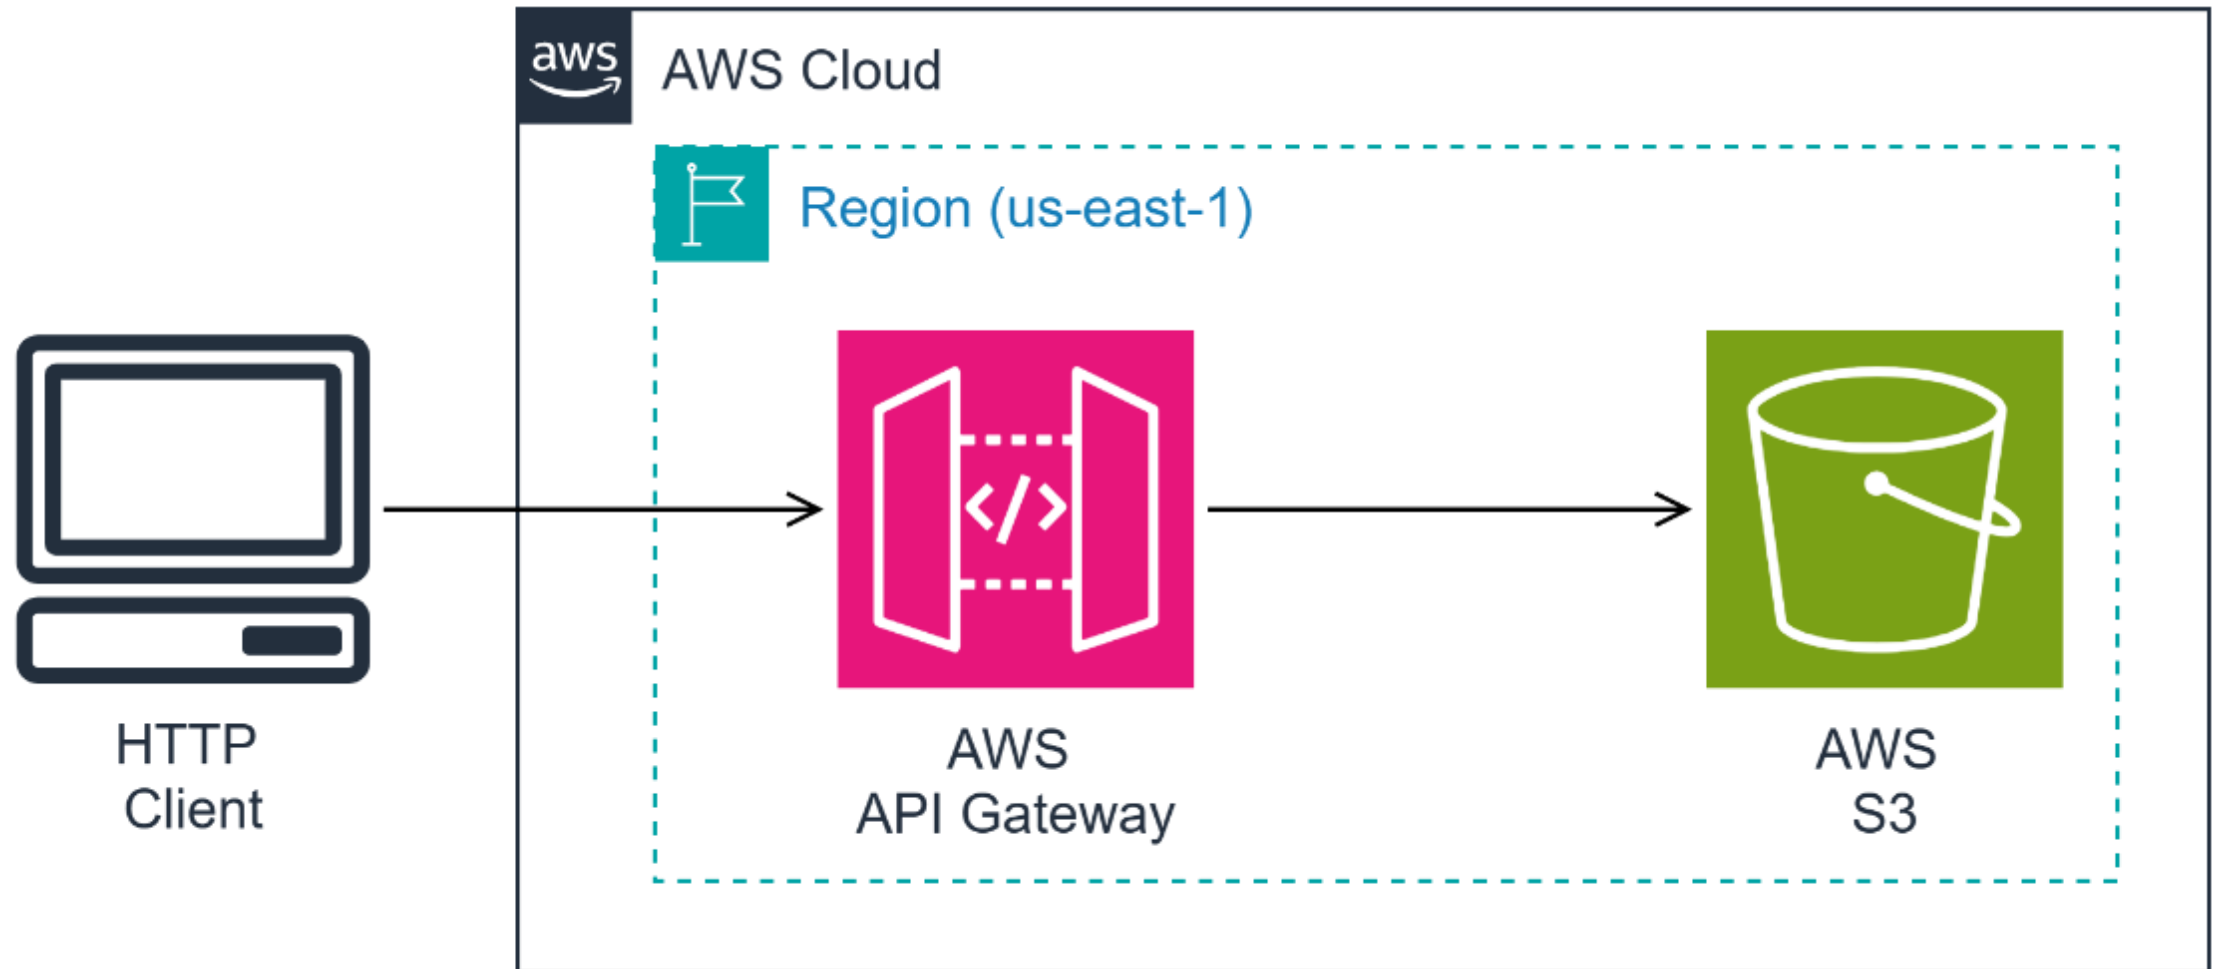 aws
AWS Cloud
Region (us-east-1)
</>
HTTP
Client
AWS
API Gateway
AWS
S3